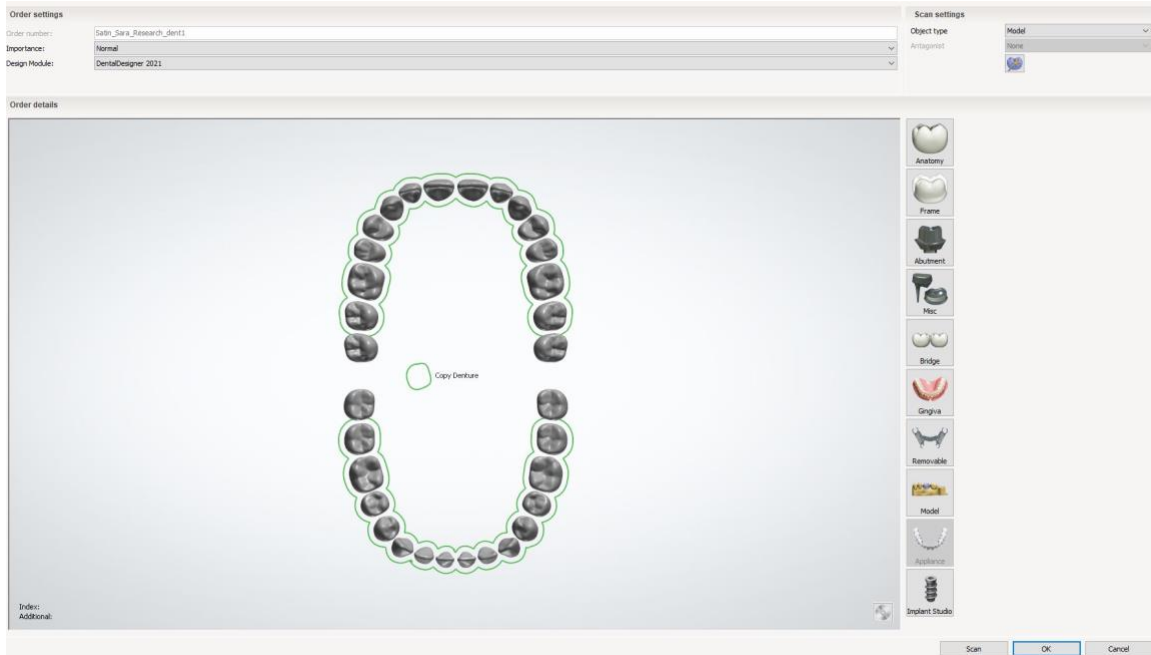 Order settings
Order number:
Satin_Sara_Research_dent1
Importance:
Normal
Design Module:
DentalDesigner 2021
Scan settings
Object type
Model
Antagonist
None
Order details
Copy Denture
Index:
Additional:
Anatomy
Frame
Abutment
Misc
Bridge
Gingiva
Removable
Model
Appliance
Implant Studio
Scan
OK
Cancel